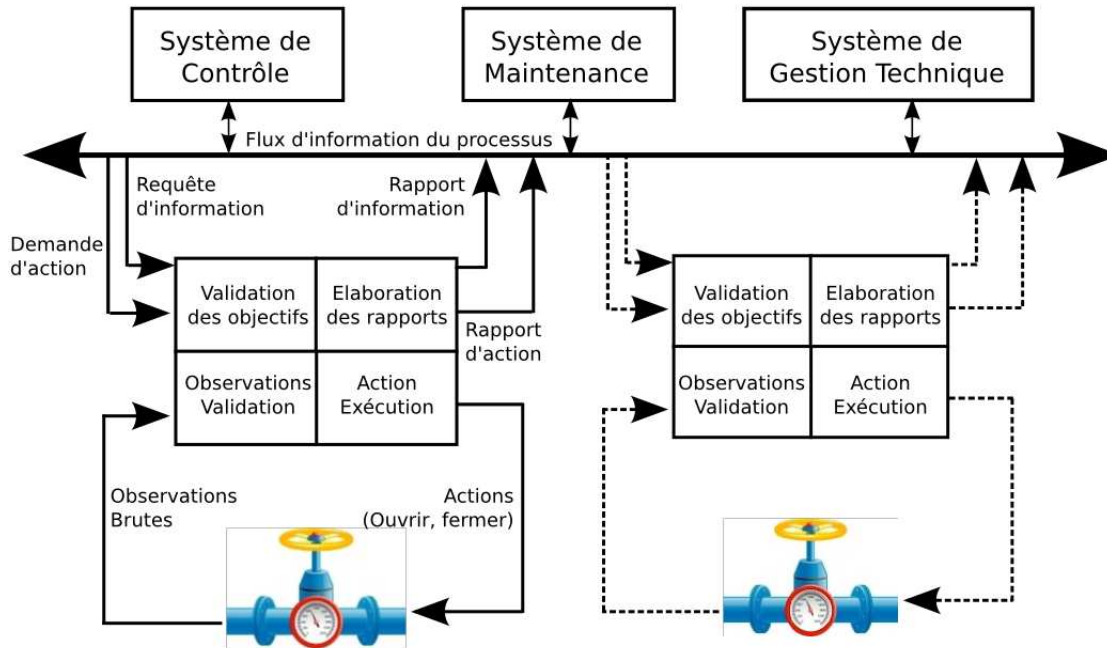 Système de
Contrôle
Système de
Maintenance
Système de
Gestion Technique
Flux d'information du processus
Requête
d'information
Rapport
d'information
Demande
d'action
Validation
des objectifs
Elaboration
des rapports
Rapport
d'action
Observations
Validation
Action
Exécution
Observations
Brutes
Actions
(Ouvrir, fermer)
Validation
des objectifs
Elaboration
des rapports
Observations
Validation
Action
Exécution